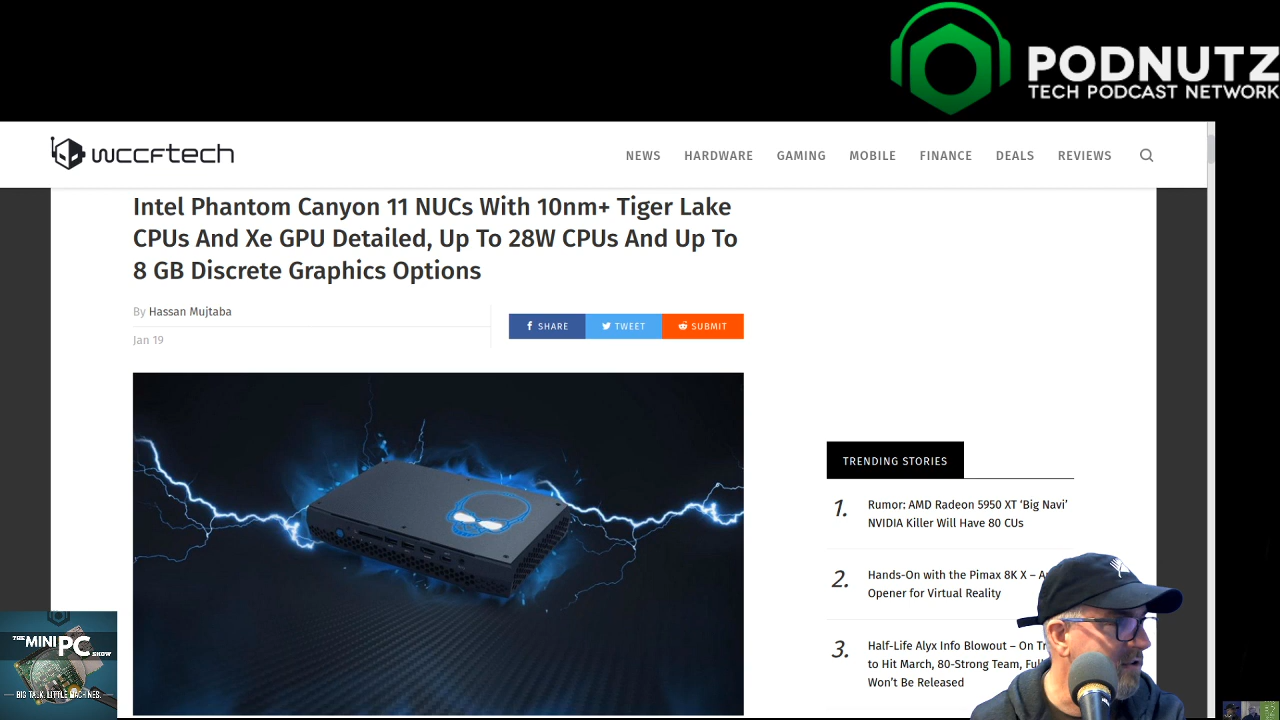 PODNUTZ
TECH PODCAST NETWORK
wccftech
NEWS HARDWARE GAMING MOBILE FINANCE DEALS REVIEWS
Intel Phantom Canyon 11 NUCs With 10nm+ Tiger Lake
CPUs And Xe GPU Detailed, Up To 28W CPUs And Up To
8 GB Discrete Graphics Options
By Hassan Mujtaba
Jan 19
SHARE TWEET SUBMIT
TRENDING STORIES
1. Rumor: AMD Radeon 5950 XT ‘Big Navi’
NVIDIA Killer Will Have 80 CUs
2. Hands-On with the Pimax 8K X –
Opener for Virtual Reality
3. Half-Life Alyx Info Blowout – On
to Hit March, 80-Strong Team,
Won’t Be Released
THE MINI PC SHOW
BIG TALK. LITTLE MACHINES.